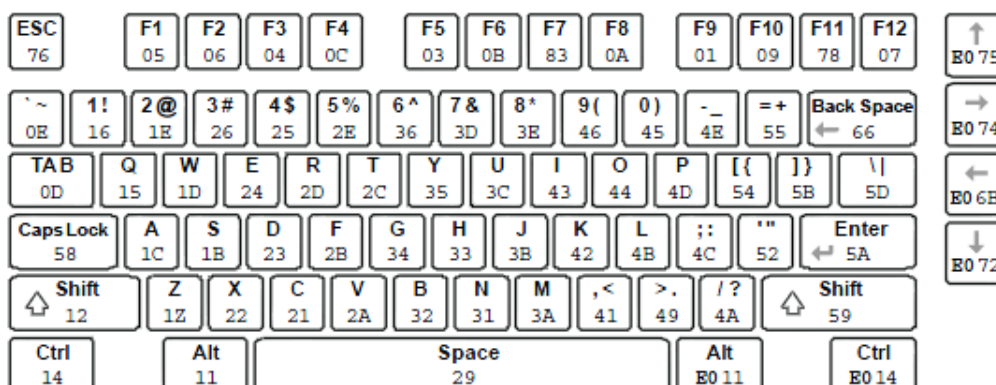 ESC F1 F2 F3 F4 F5 F6 F7 F8 F9 F10 F11 F12 ↑
76 05 06 04 0C 03 0B 83 0A 01 09 78 07 E0 75
` ~ 1! 2@ 3# 4$ 5% 6^ 7& 8* 9( 0) -_ =+ Back Space →
0E 16 1E 26 25 2E 36 3D 3E 46 45 4E 55 ← 66 E0 74
TAB Q W E R T Y U I O P [{ ]} \| ←
0D 15 1D 24 2D 2C 35 3C 43 44 4D 54 5B 5D E0 6B
Caps Lock A S D F G H J K L ;: '" Enter ↓
58 1C 1B 23 2B 34 33 3B 42 4B 4C 52 ↵ 5A E0 72
Shift Z X C V B N M ,< >. /? Shift
12 1Z 22 21 2A 32 31 3A 41 49 4A 59
Ctrl Alt Space Alt Ctrl
14 11 29 E0 11 E0 14